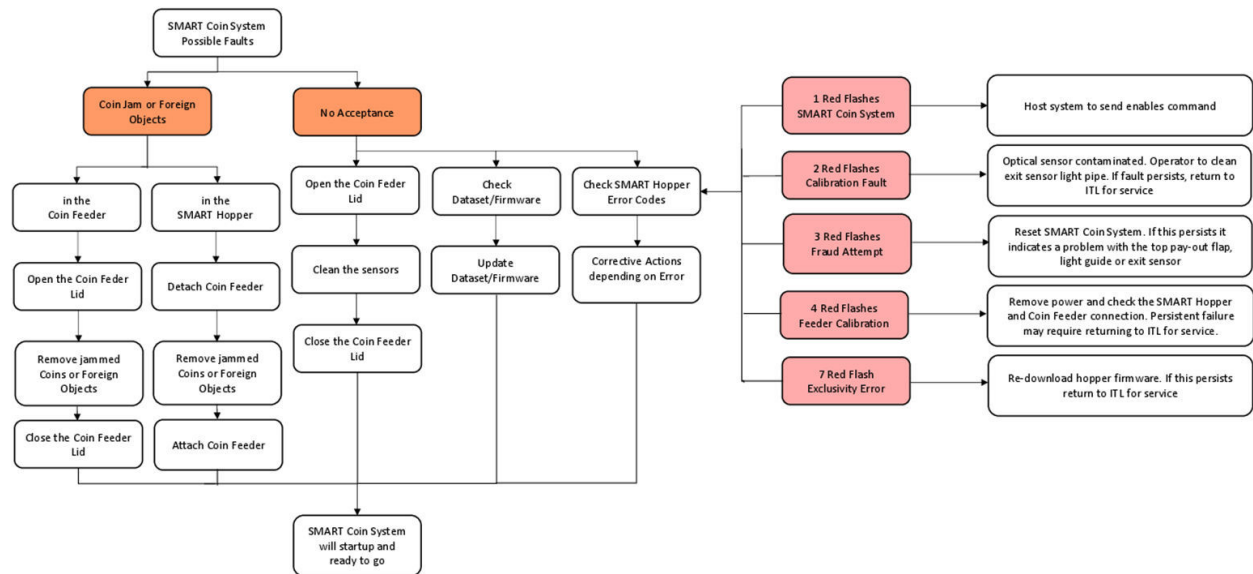 SMART Coin System
Possible Faults
Coin Jam or Foreign
Objects
No Acceptance
in the
Coin Feeder
in the
SMART Hopper
Open the Coin Feder
Lid
Check
Dataset/Firmware
Check SMART Hopper
Error Codes
Open the Coin Feder
Lid
Detach Coin Feeder
Clean the sensors
Update
Dataset/Firmware
Corrective Actions
depending on Error
Remove jammed
Coins or Foreign
Objects
Remove jammed
Coins or Foreign
Objects
Close the Coin Feeder
Lid
Close the Coin Feeder
Lid
Attach Coin Feeder
SMART Coin System
will startup and
ready to go
1 Red Flashes
SMART Coin System
Host system to send enables command
2 Red Flashes
Calibration Fault
Optical sensor contaminated. Operator to clean
exit sensor light pipe. If fault persists, return to
ITL for service
3 Red Flashes
Fraud Attempt
Reset SMART Coin System. If this persists it
indicates a problem with the top pay-out flap,
light guide or exit sensor
4 Red Flashes
Feeder Calibration
Remove power and check the SMART Hopper
and Coin Feeder connection. Persistent failure
may require returning to ITL for service.
7 Red Flash
Exclusivity Error
Re-download hopper firmware. If this persists
return to ITL for service